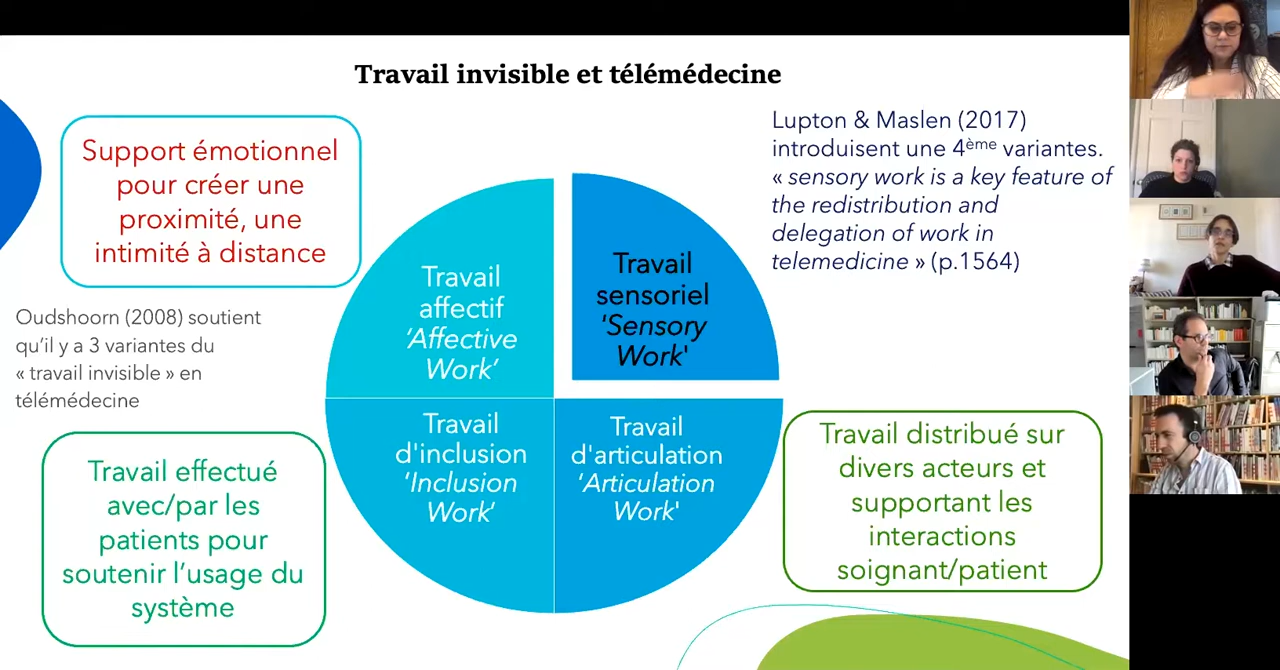 Travail invisible et télémédecine
Support émotionnel
pour créer une
proximité, une
intimité à distance
Lupton & Maslen (2017)
introduisent une 4ème variantes.
« sensory work is a key feature of
the redistribution and
delegation of work in
telemedicine » (p.1564)
Oudshoorn (2008) soutient
qu’il y a 3 variantes du
« travail invisible » en
télémédecine
Travail
affectif
‘Affective
Work’
Travail
sensoriel
'Sensory
Work'
Travail
d'inclusion
‘Inclusion
Work’
Travail
d'articulation
‘Articulation
Work'
Travail effectué
avec/par les
patients pour
soutenir l’usage du
système
Travail distribué sur
divers acteurs et
supportant les
interactions
soignant/patient